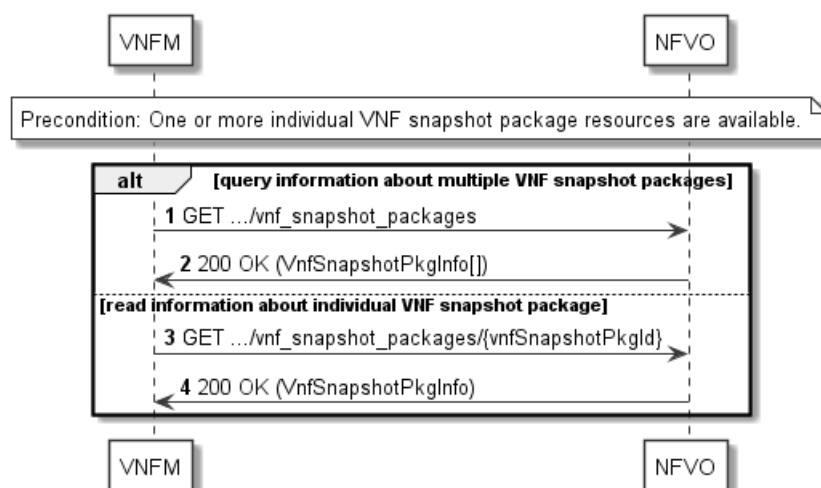 VNFM
NFVO
Precondition: One or more individual VNF snapshot package resources are available.
alt
[query information about multiple VNF snapshot packages]
1 GET .../vnf_snapshot_packages
2 200 OK (VnfSnapshotPkgInfo[])
[read information about individual VNF snapshot package]
3 GET .../vnf_snapshot_packages/{vnfSnapshotPkgId}
4 200 OK (VnfSnapshotPkgInfo)
VNFM
NFVO